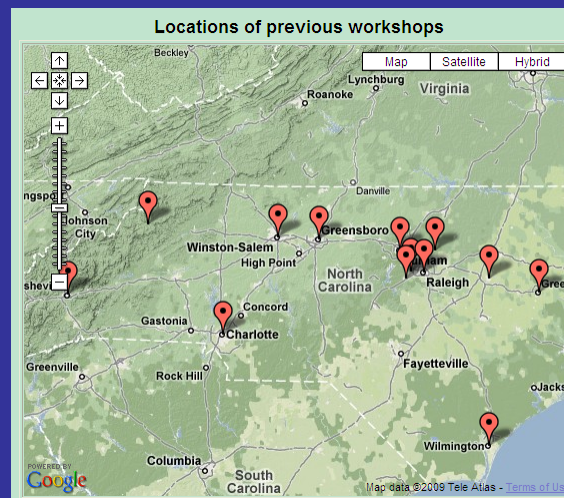 Locations of previous workshops
Map Satellite Hybrid
Beckley
Lynchburg
Roanoke
Virginia
Danville
Johnson
City
Greensboro
Winston-Salem
High Point
North
Carolina
Raleigh
Concord
Gastonia
Charlotte
Greenville
Rock Hill
Fayetteville
Jacks
Wilmington
Columbia
South
Carolina
POWERED BY
Google
Map data ©2009 Tele Atlas - Terms of Us